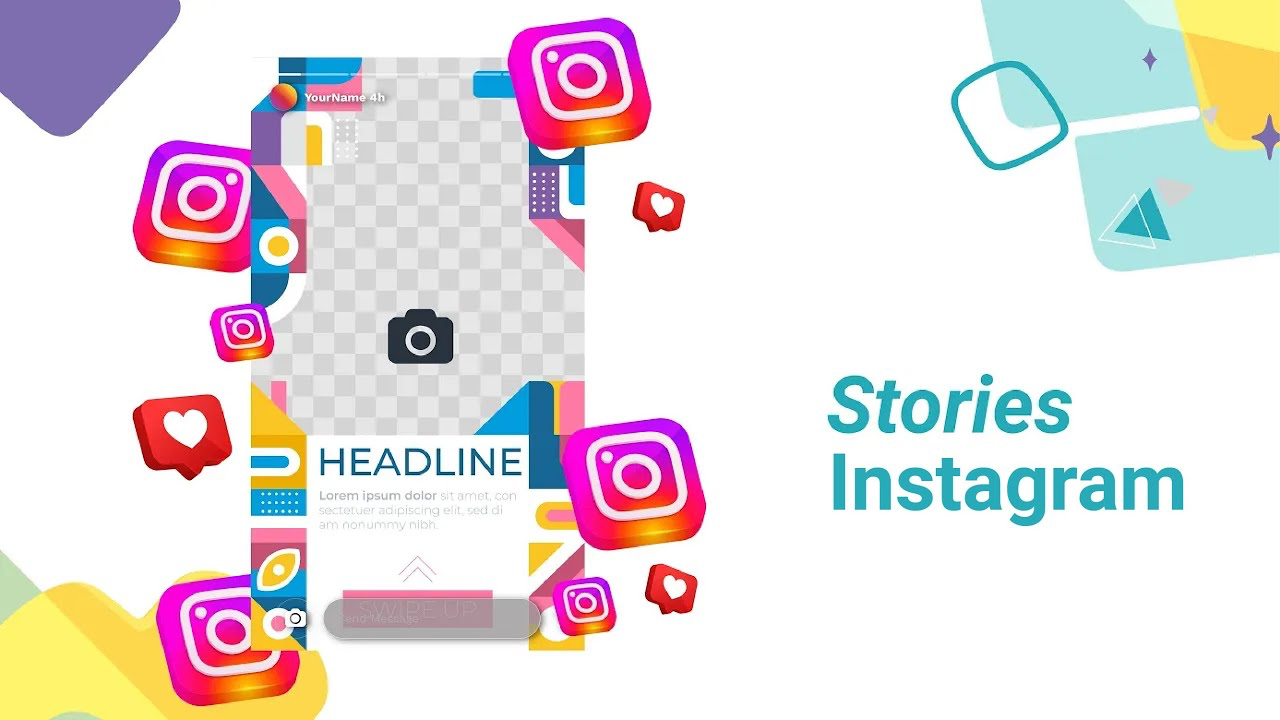 YourName 4h
HEADLINE
Lorem ipsum dolor sit amet, con
sectetuer adipiscing elit, sed di
am nonummy nibh.
SWIPE UP
Message
Stories
Instagram